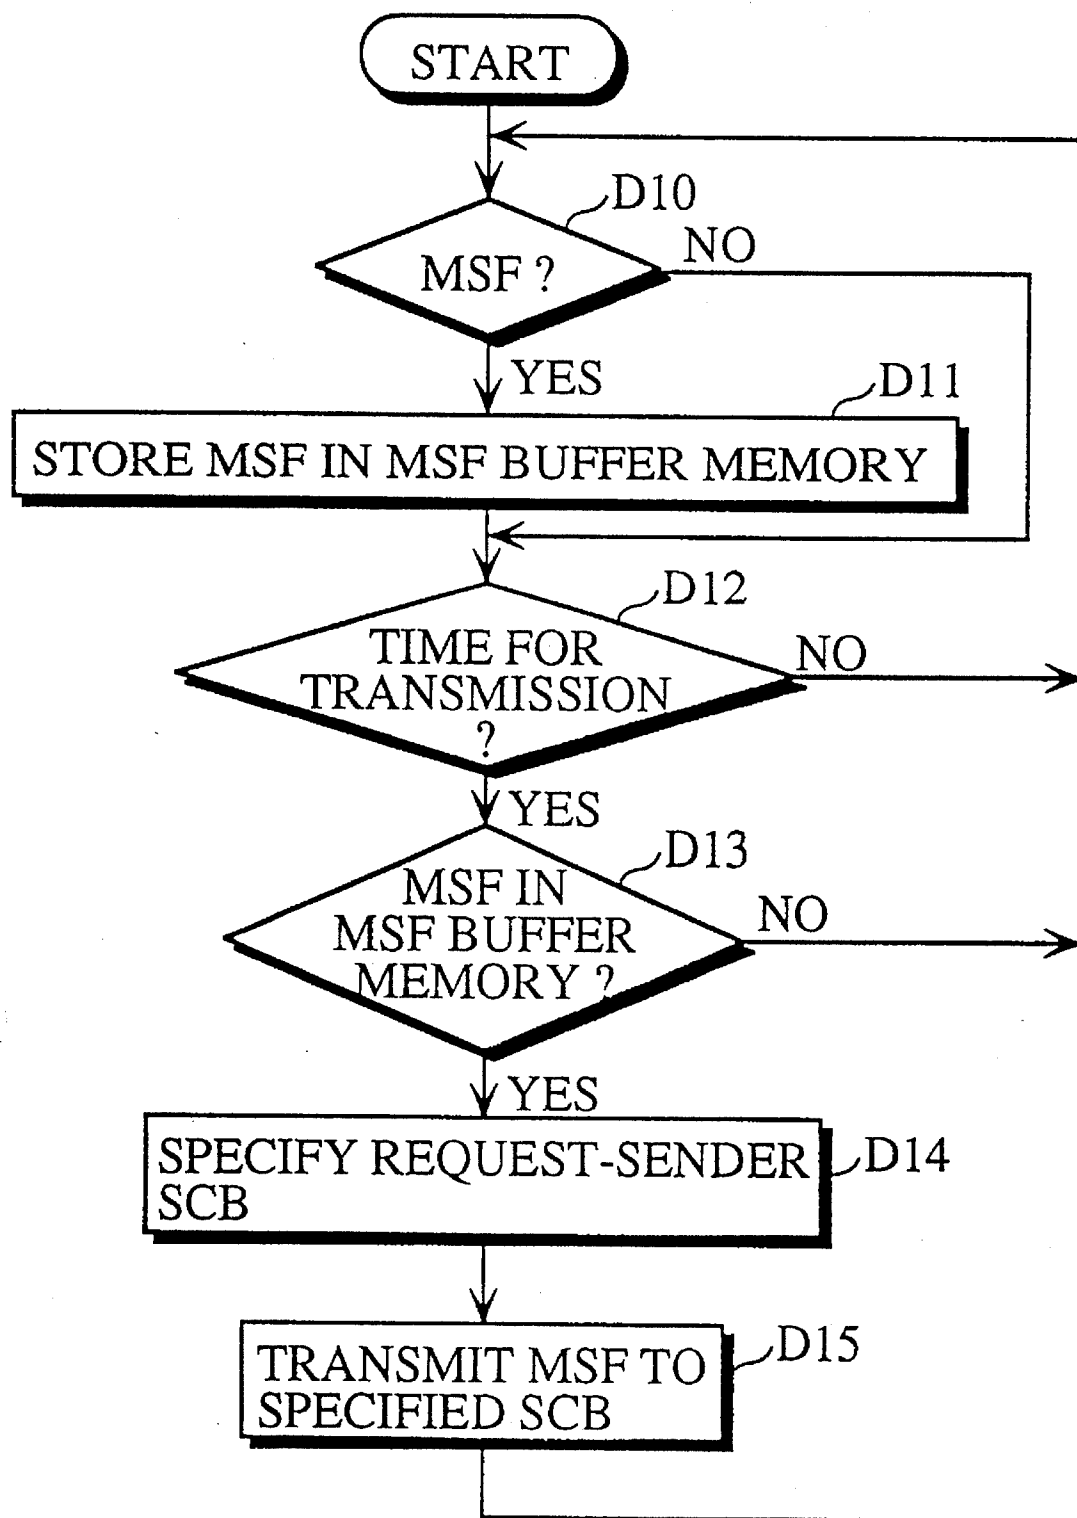 START
D10
MSF ?
NO
YES
D11
STORE MSF IN MSF BUFFER MEMORY
D12
TIME FOR
TRANSMISSION
?
NO
YES
D13
MSF IN
MSF BUFFER
MEMORY ?
NO
YES
SPECIFY REQUEST-SENDER
SCB
D14
D15
TRANSMIT MSF TO
SPECIFIED SCB